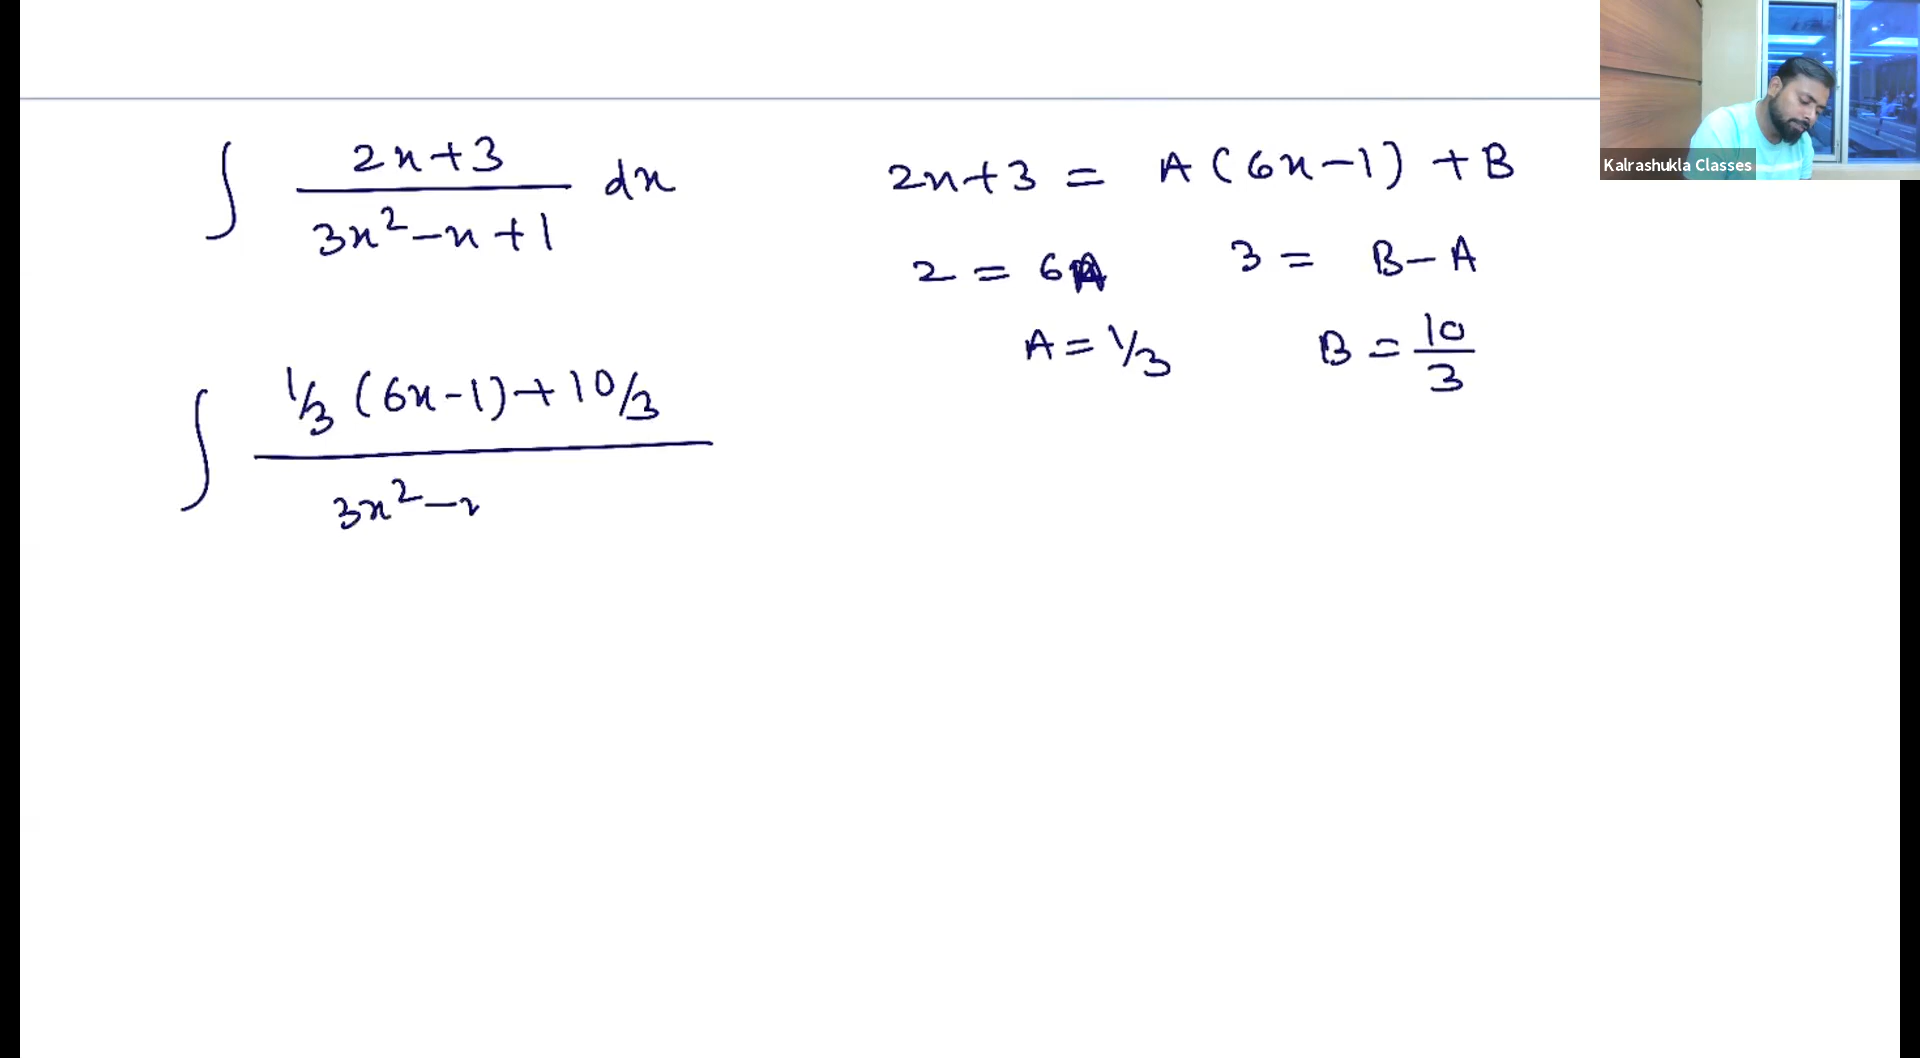 ∫ (2x+3)/(3x²-x+1) dx
2x+3 = A(6x-1)+B
2 = 6A
3 = B-A
A = 1/3
B = 10/3
∫ (1/3(6x-1)+10/3)/(3x²-
Kalrashukla Classes